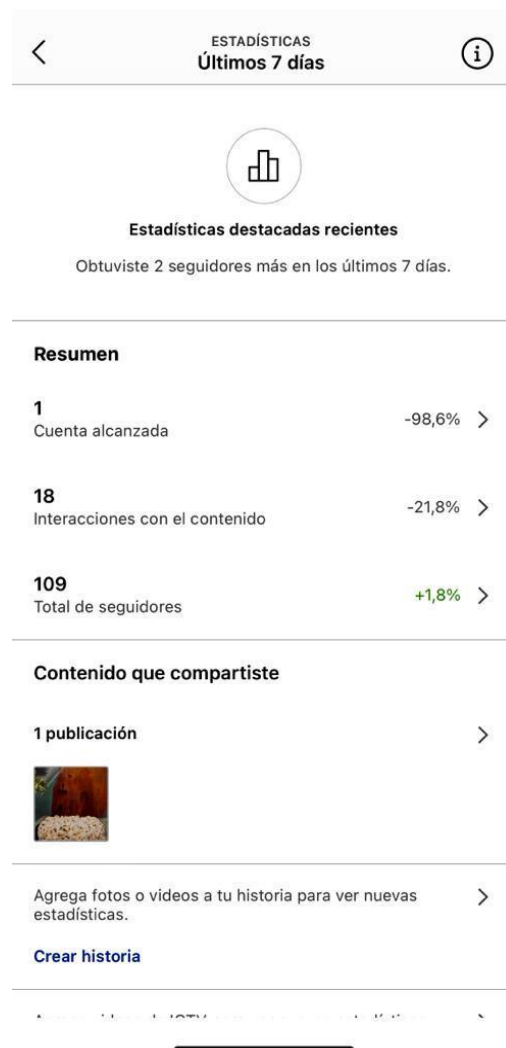 ESTADÍSTICAS
Últimos 7 días
i
Estadísticas destacadas recientes
Obtuviste 2 seguidores más en los últimos 7 días.
Resumen
1
Cuenta alcanzada
-98,6%
18
Interacciones con el contenido
-21,8%
109
Total de seguidores
+1,8%
Contenido que compartiste
1 publicación
Agrega fotos o videos a tu historia para ver nuevas
estadísticas.
Crear historia